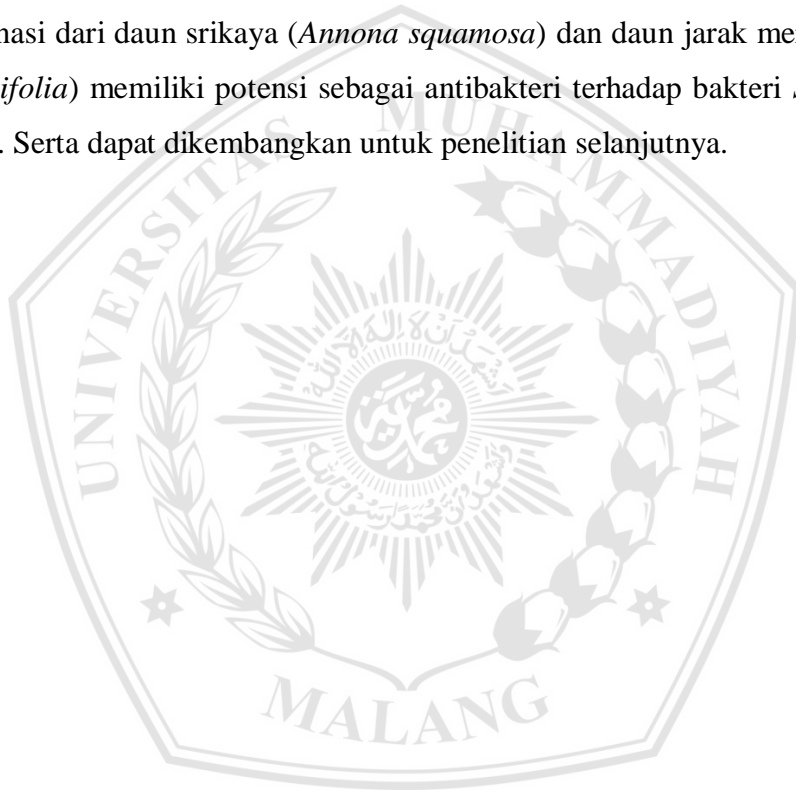 nasi dari daun srikaya (Annona squamosa) dan daun jarak me
ifolia) memiliki potensi sebagai antibakteri terhadap bakteri
. Serta dapat dikembangkan untuk penelitian selanjutnya.
UNIVERSITAS MUHAMMADIYAH
MALANG